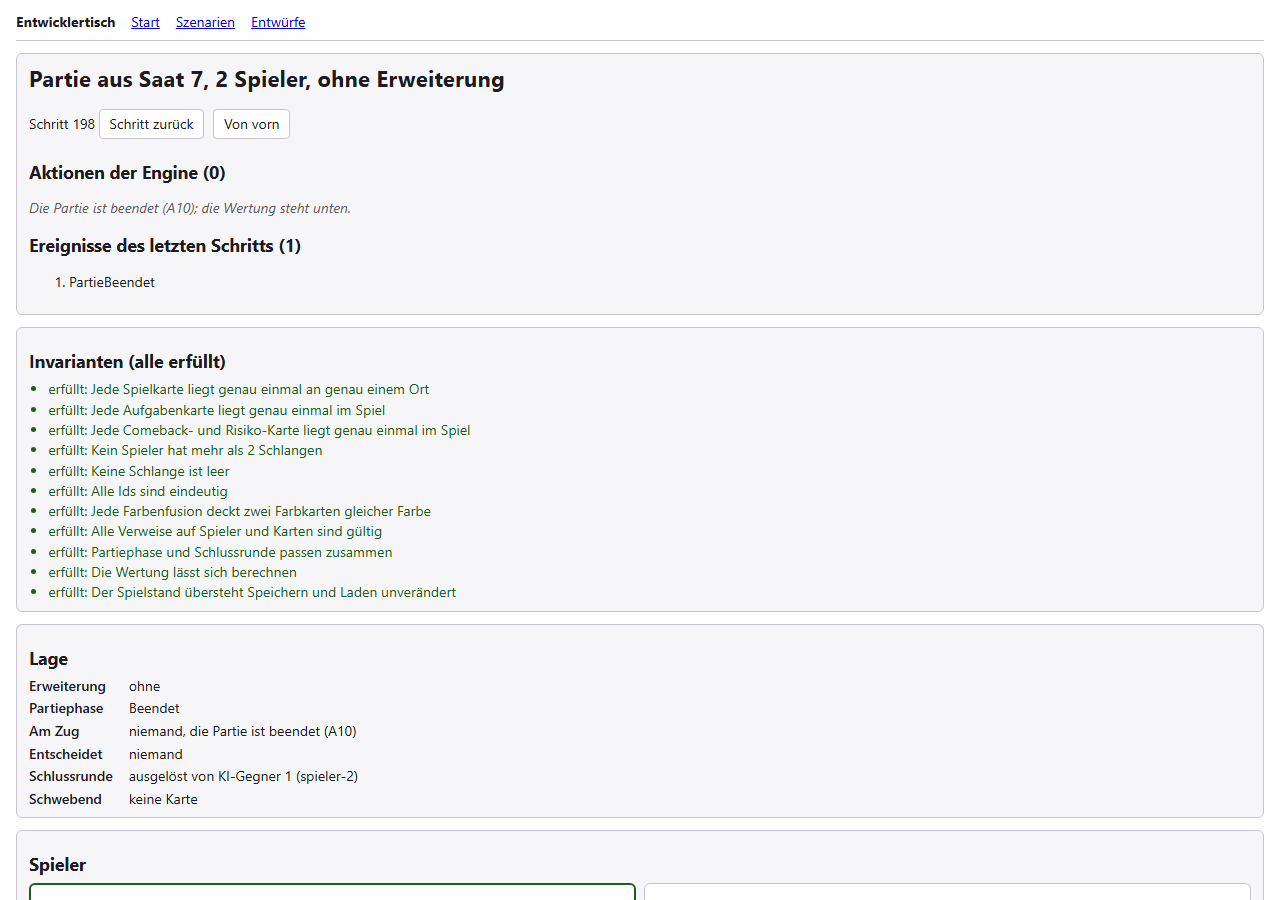 Entwicklertisch Start Szenarien Entwürfe
Partie aus Saat 7, 2 Spieler, ohne Erweiterung
Schritt 198 Schritt zurück Von vorn
Aktionen der Engine (0)
Die Partie ist beendet (A10); die Wertung steht unten.
Ereignisse des letzten Schritts (1)
1. PartieBeendet
Invarianten (alle erfüllt)
erfüllt: Jede Spielkarte liegt genau einmal an genau einem Ort
erfüllt: Jede Aufgabenkarte liegt genau einmal im Spiel
erfüllt: Jede Comeback- und Risiko-Karte liegt genau einmal im Spiel
erfüllt: Kein Spieler hat mehr als 2 Schlangen
erfüllt: Keine Schlange ist leer
erfüllt: Alle Ids sind eindeutig
erfüllt: Jede Farbenfusion deckt zwei Farbkarten gleicher Farbe
erfüllt: Alle Verweise auf Spieler und Karten sind gültig
erfüllt: Partiephase und Schlussrunde passen zusammen
erfüllt: Die Wertung lässt sich berechnen
erfüllt: Der Spielstand übersteht Speichern und Laden unverändert
Lage
Erweiterung ohne
Partiephase Beendet
Am Zug niemand, die Partie ist beendet (A10)
Entscheidet niemand
Schlussrunde ausgelöst von KI-Gegner 1 (spieler-2)
Schwebend keine Karte
Spieler